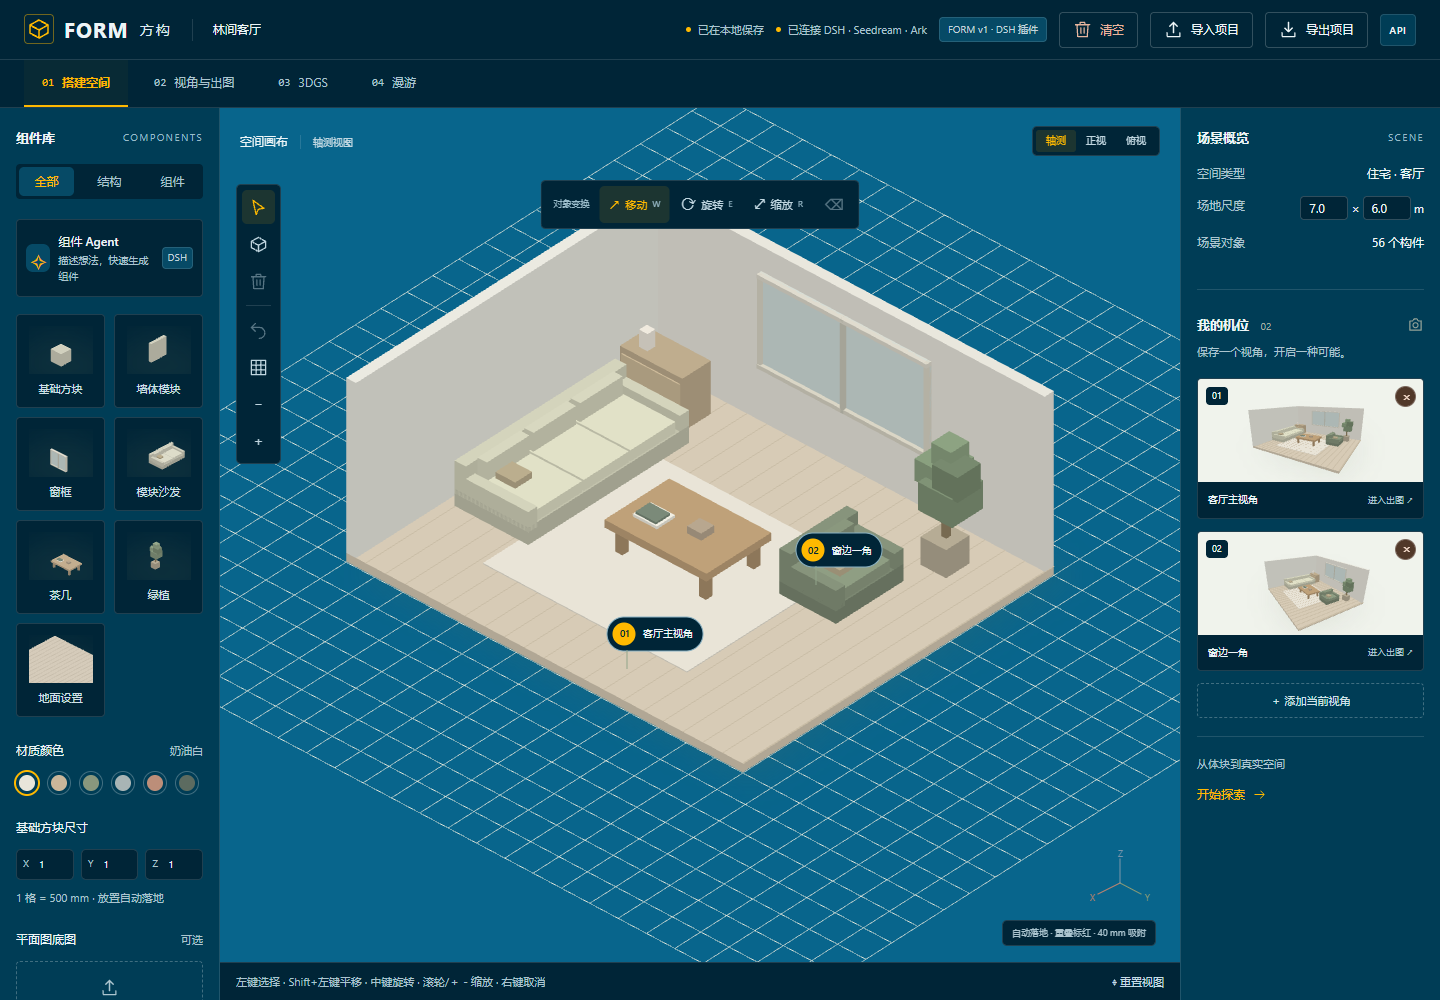 FORM 方构
林间客厅
已在本地保存
已连接 DSH · Seedream · Ark
FORM v1 · DSH 插件
清空
导入项目
导出项目
API
01 搭建空间
02 视角与出图
03 3DGS
04 漫游
组件库 COMPONENTS
全部 结构 组件
组件 Agent
描述想法，快速生成
组件
DSH
基础方块
墙体模块
窗框
模块沙发
茶几
绿植
地面设置
材质颜色 奶油白
基础方块尺寸
X 1 Y 1 Z 1
1 格 = 500 mm · 放置自动落地
平面图底图 可选
空间画布 轴测视图
轴测 正视 俯视
对象变换 移动 W 旋转 E 缩放 R
02 窗边一角
01 客厅主视角
Z
X Y
自动落地 · 重叠标红 · 40 mm 吸附
左键选择 · Shift+左键平移 · 中键旋转 · 滚轮/ + - 缩放 · 右键取消
重置视图
场景概览 SCENE
空间类型 住宅 · 客厅
场地尺度 7.0 × 6.0 m
场景对象 56 个构件
我的机位 02
保存一个视角，开启一种可能。
01
客厅主视角 进入出图 ↗
02
窗边一角 进入出图 ↗
+ 添加当前视角
从体块到真实空间
开始探索 →